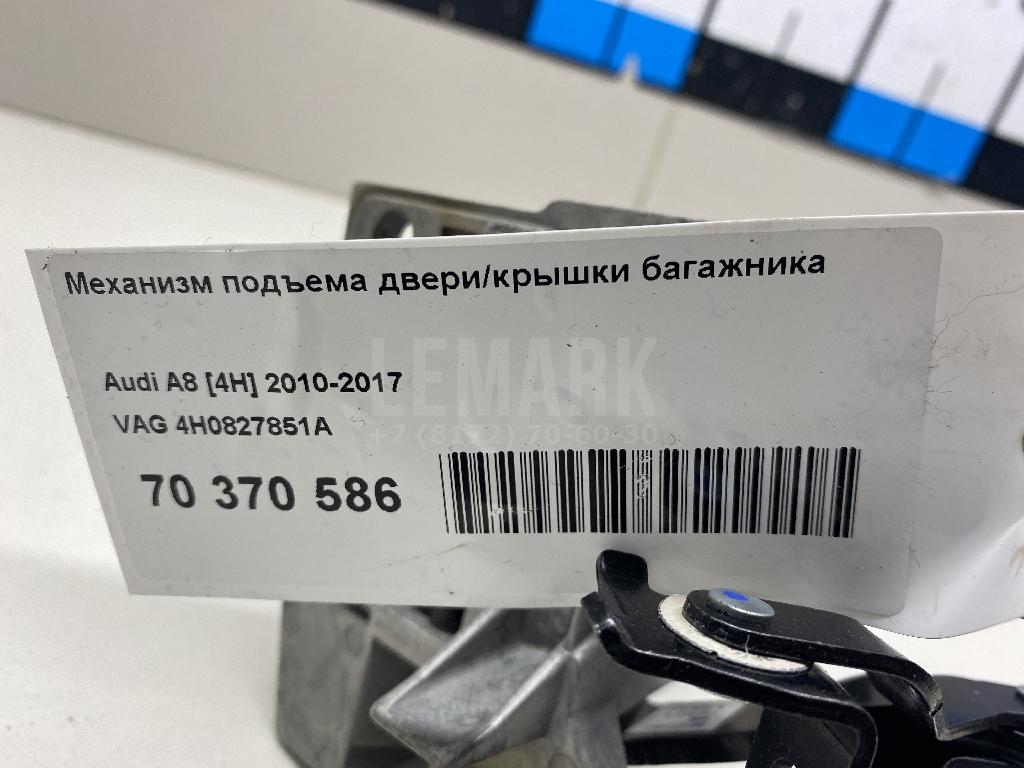 Механизм подъема двери/крышки багажника
LEMARK
Audi A8 [4H] 2010-2017
VAG 4H0827851A
+7 (8172) 70-60-30
70 370 586